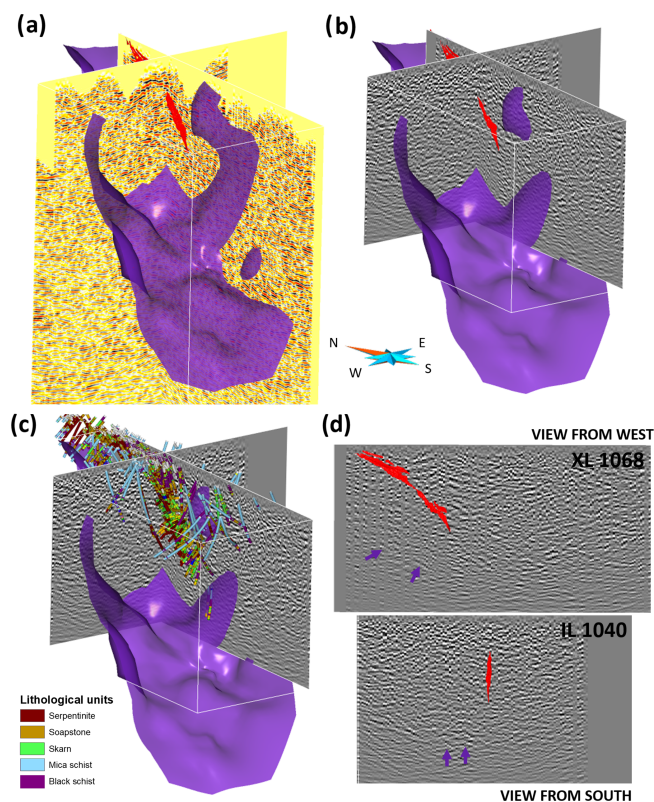 (a)
(b)
N
E
W
S
(c)
(d)
VIEW FROM WEST
XL 1068
IL 1040
Lithological units
Serpentinite
Soapstone
Skarn
Mica schist
Black schist
VIEW FROM SOUTH